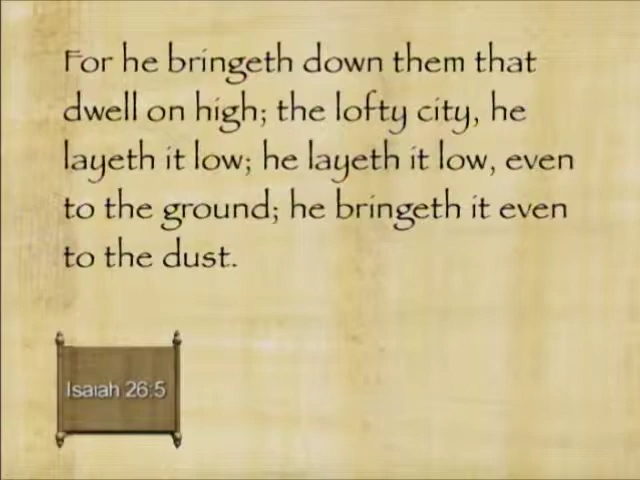 For he bringeth down them that
dwell on high; the lofty city, he
layeth it low; he layeth it low, even
to the ground; he bringeth it even
to the dust.
Isaiah 26:5